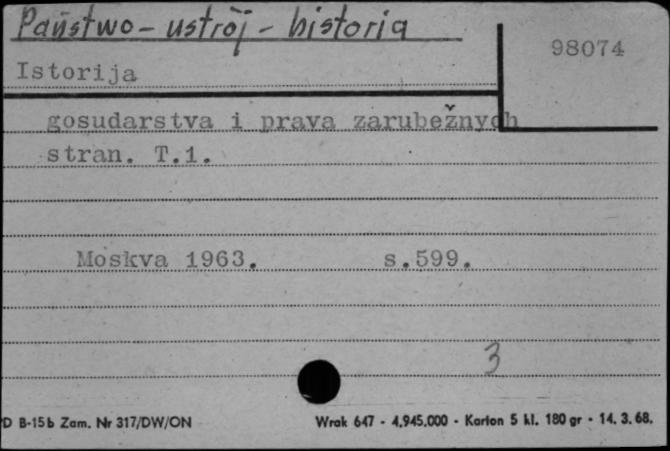 Państwo - ustrój - historia
98074
Istorija
gosudarstva i prava zarubežnych
stran. T.1.
Moskva 1963. s.599.
3
PD B-15b Zam. Nr 317/DW/ON Wrak 647 - 4.945.000 - Karton 5 kl. 180 gr - 14. 3. 68.